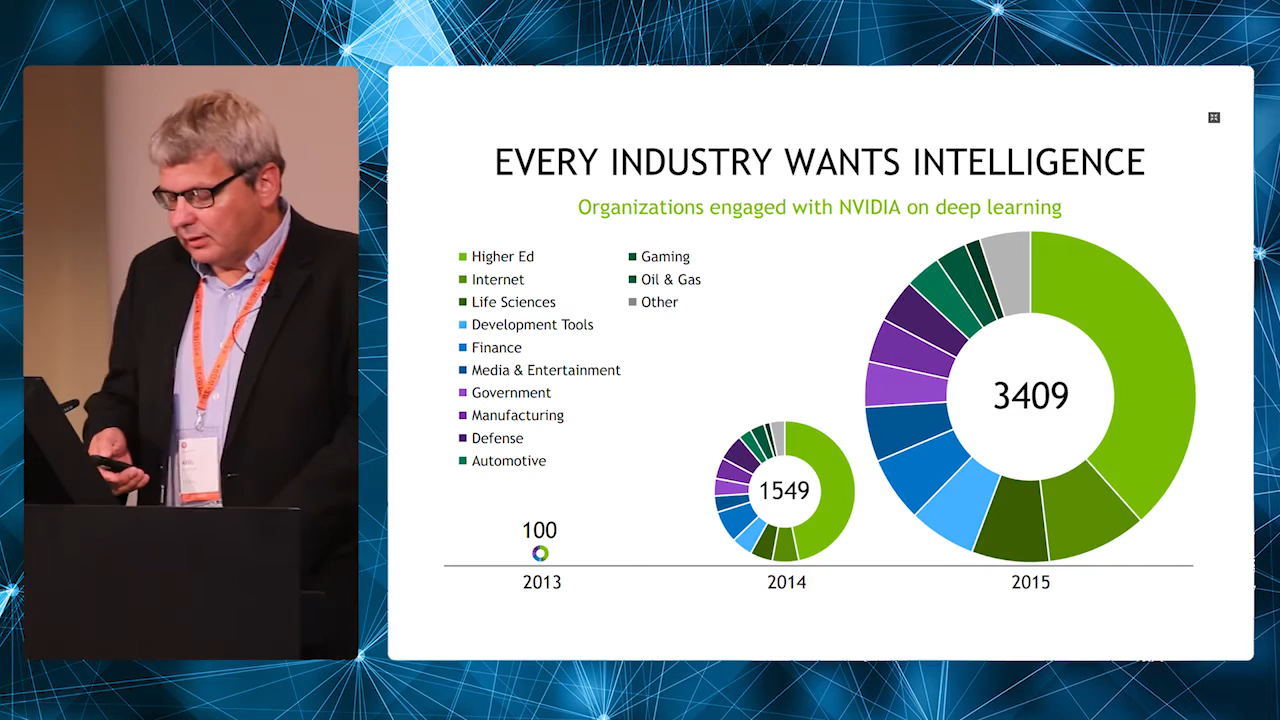 EVERY INDUSTRY WANTS INTELLIGENCE
Organizations engaged with NVIDIA on deep learning
Higher Ed
Internet
Life Sciences
Development Tools
Finance
Media & Entertainment
Government
Manufacturing
Defense
Automotive
Gaming
Oil & Gas
Other
100
1549
3409
2013
2014
2015